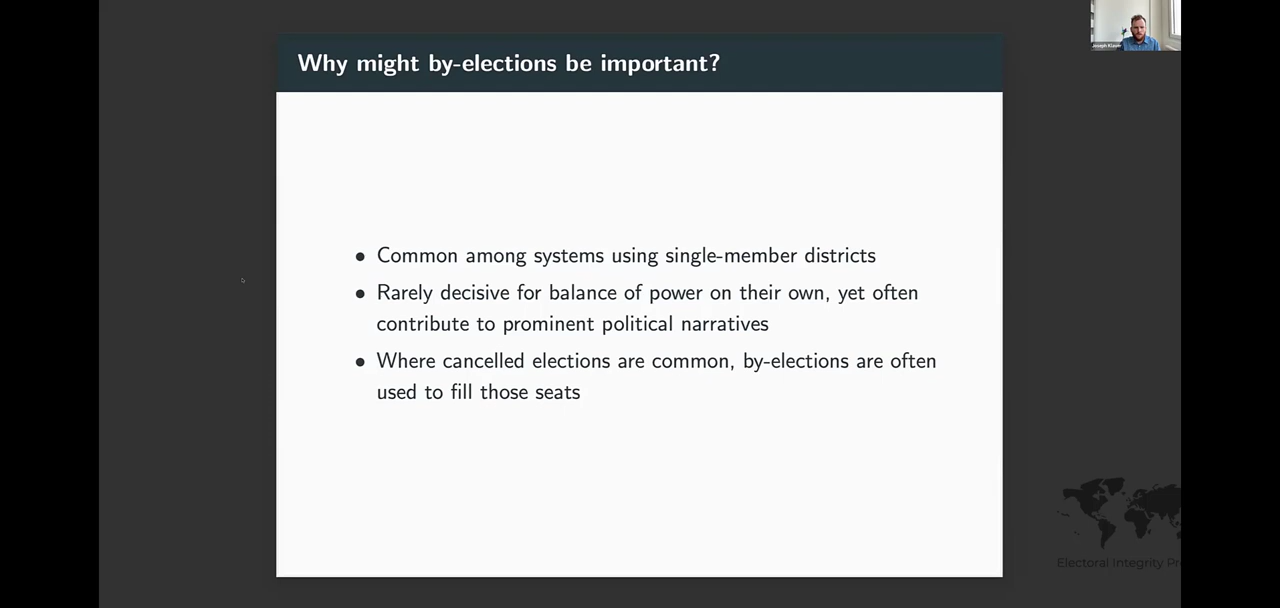 Why might by-elections be important?
• Common among systems using single-member districts
• Rarely decisive for balance of power on their own, yet often
contribute to prominent political narratives
• Where cancelled elections are common, by-elections are often
used to fill those seats
Joseph Klaver
Electoral Integrity Pr